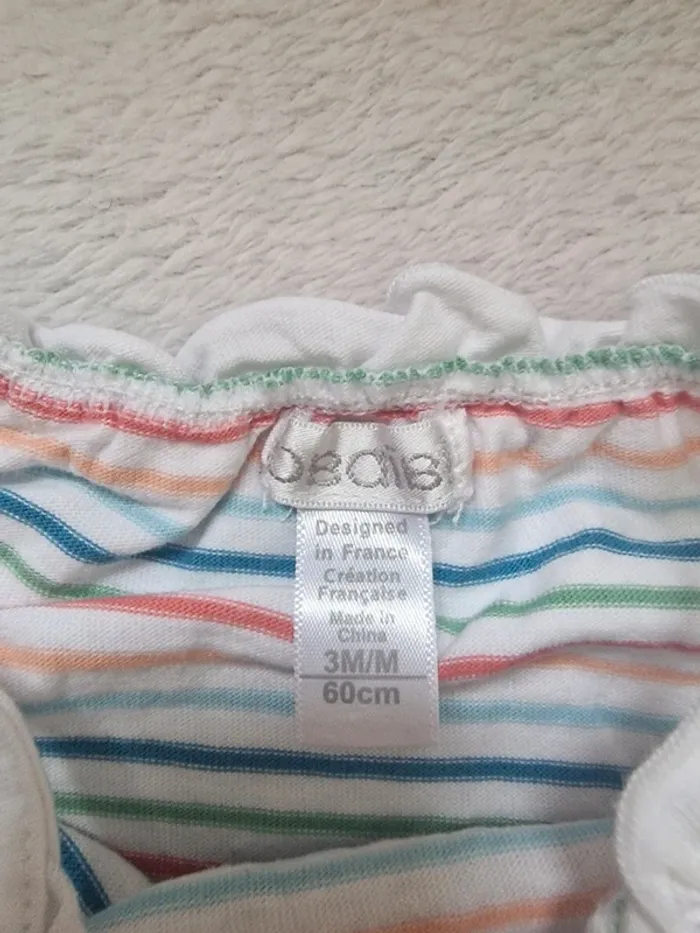 obaibi
Designed
in France
Création
Française
Made in
China
3M/M
60cm